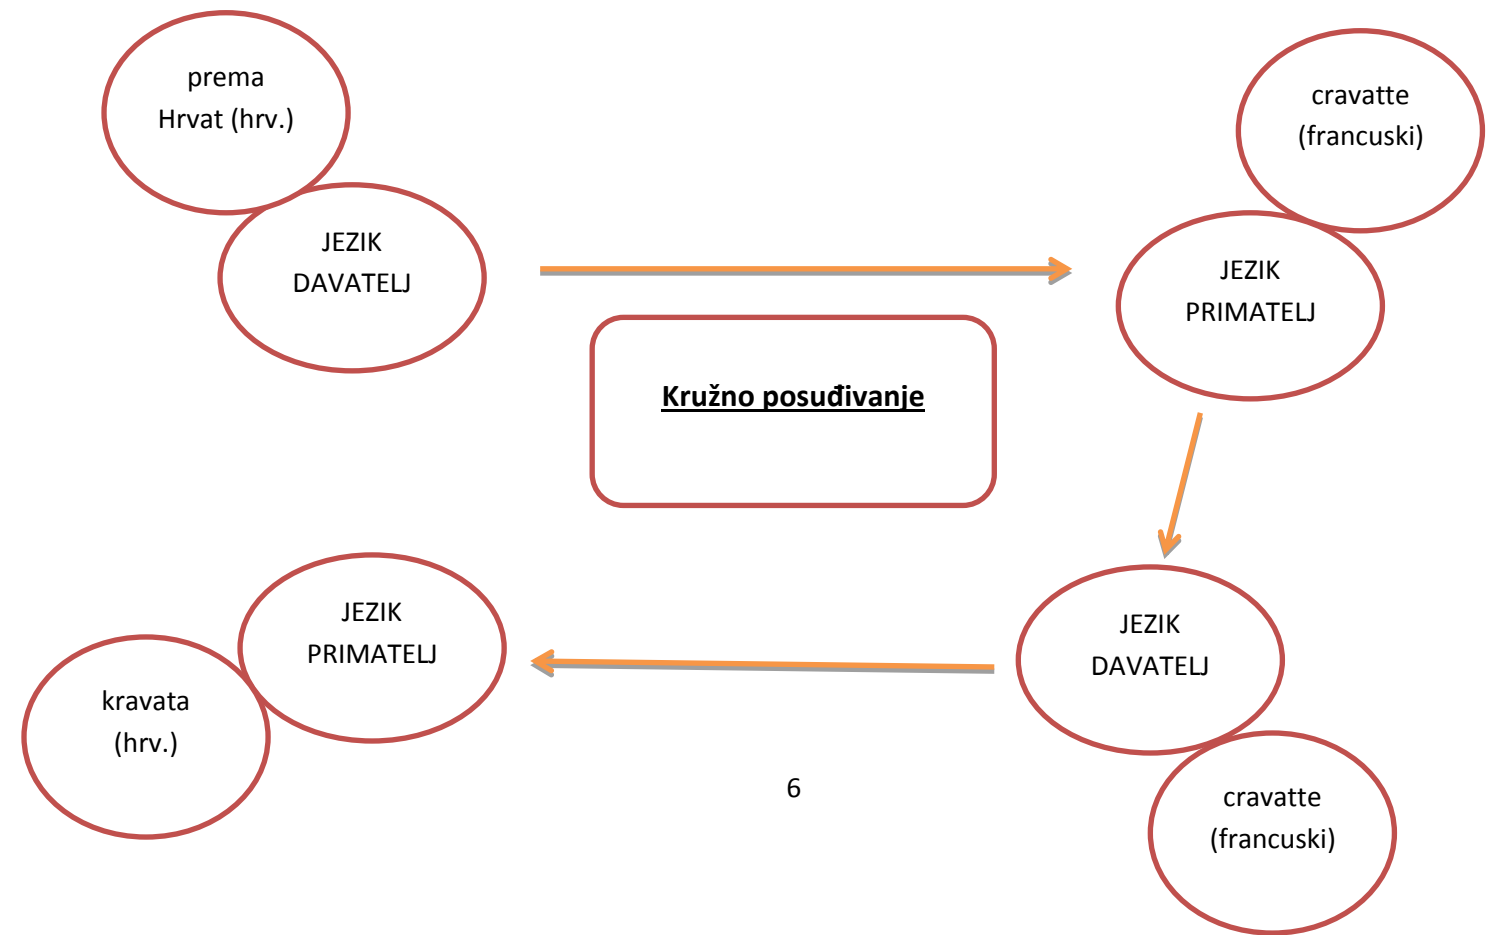 prema
Hrvat (hrv.)
JEZIK
DAVATELJ
cravatte
(francuski)
JEZIK
PRIMATELJ
Kružno posuđivanje
JEZIK
PRIMATELJ
kravata
(hrv.)
JEZIK
DAVATELJ
cravatte
(francuski)
6